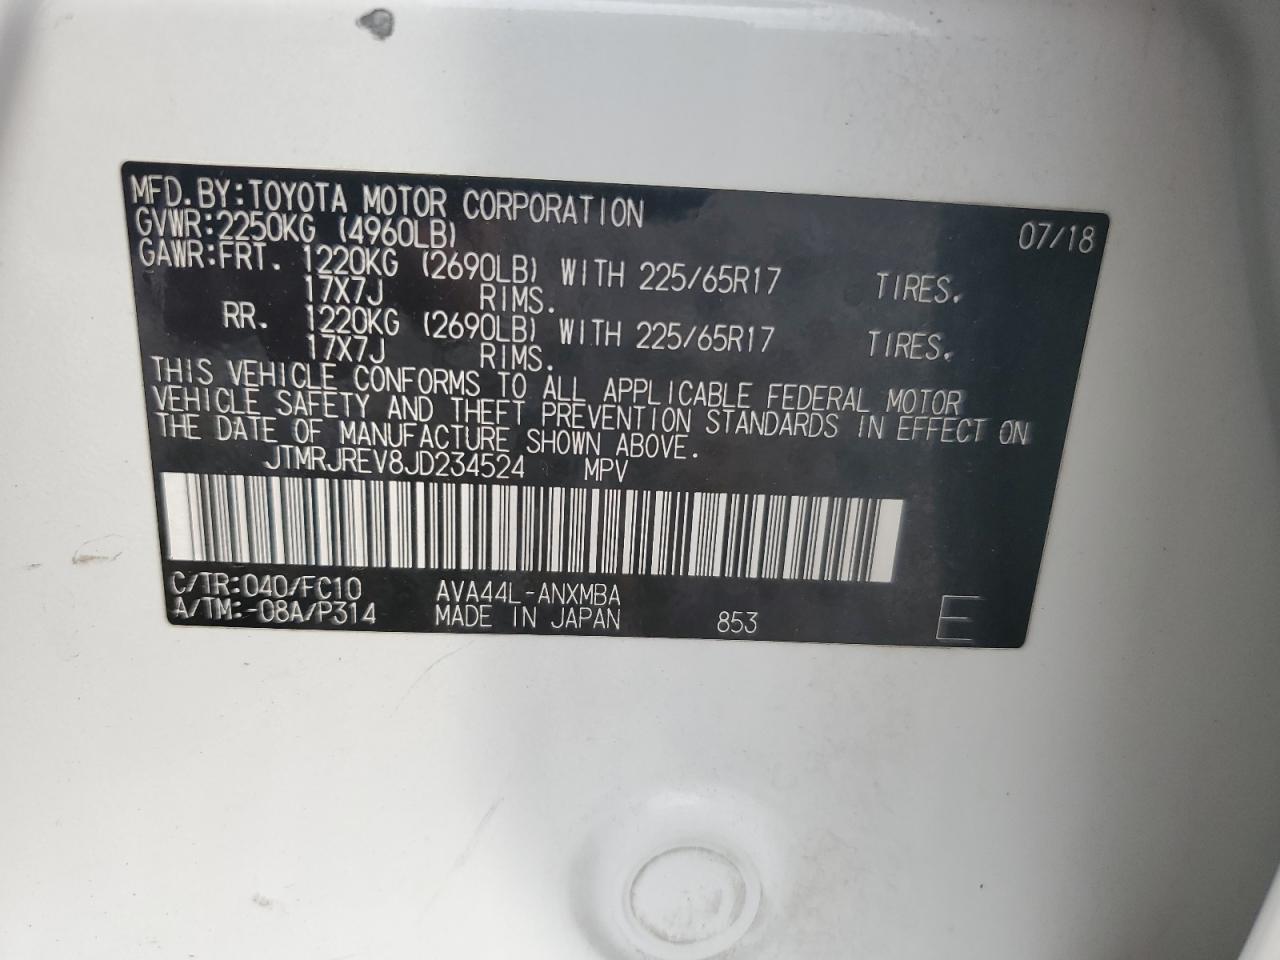 MFD.BY:TOYOTA MOTOR CORPORATION 07/18
GVWR:2250KG (4960LB)
GAWR:FRT. 1220KG (2690LB) WITH 225/65R17 TIRES.
17X7J RIMS.
RR. 1220KG (2690LB) WITH 225/65R17 TIRES.
17X7J RIMS.
THIS VEHICLE CONFORMS TO ALL APPLICABLE FEDERAL MOTOR
VEHICLE SAFETY AND THEFT PREVENTION STANDARDS IN EFFECT ON
THE DATE OF MANUFACTURE SHOWN ABOVE.
JTMRJREV8JD234524 MPV
C/TR:040/FC10 AVA44L-ANXMBA
A/TM:-08A/P314 MADE IN JAPAN 853 E